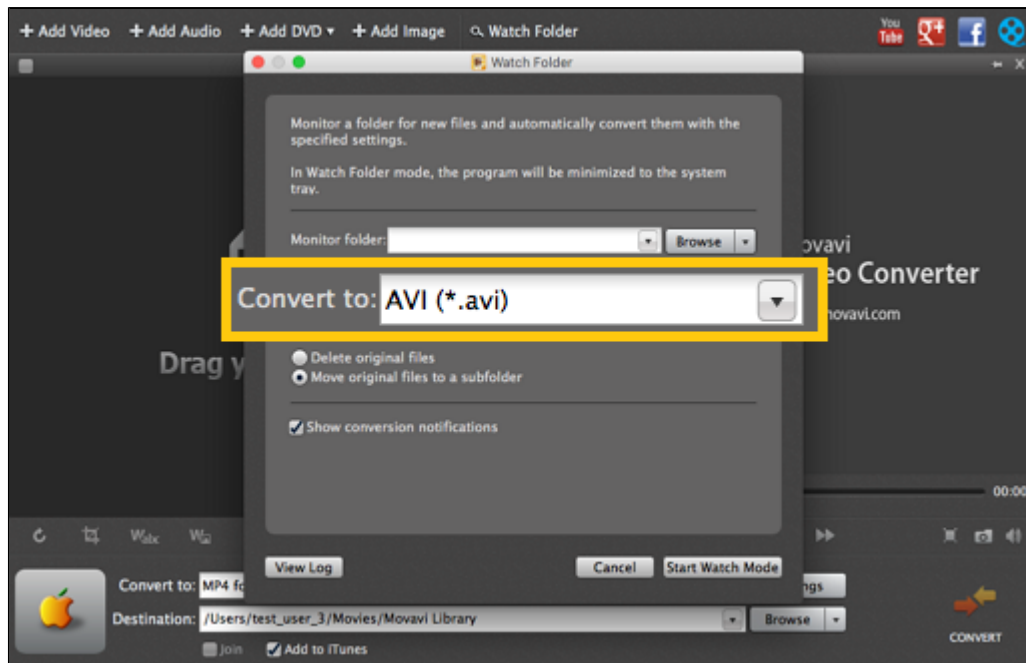 + Add Video + Add Audio + Add DVD + Add Image Watch Folder You Tube
Watch Folder
Monitor a folder for new files and automatically convert them with the
specified settings.
In Watch Folder mode, the program will be minimized to the system
tray.
Monitor folder: Browse
ovavi
eo Converter
Convert to: AVI (*.avi)
novavi.com
Drag y
Delete original files
Move original files to a subfolder
Show conversion notifications
00:00
View Log Cancel Start Watch Mode
Convert to: MP4 fo ngs
Destination: /Users/test_user_3/Movies/Movavi Library Browse
CONVERT
Join Add to iTunes